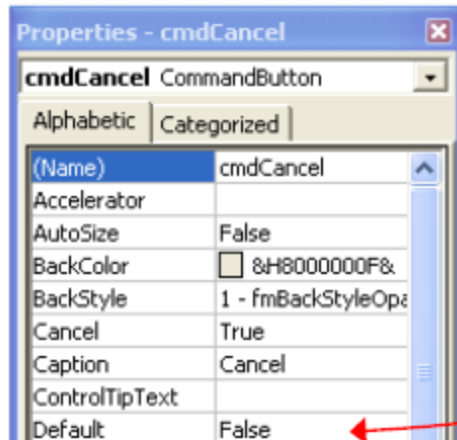 Properties - cmdCancel
cmdCancel CommandButton
Alphabetic Categorized
(Name) cmdCancel
Accelerator
AutoSize False
BackColor &H8000000F&
BackStyle 1 - fmBackStyleOpa
Cancel True
Caption Cancel
ControlTipText
Default False